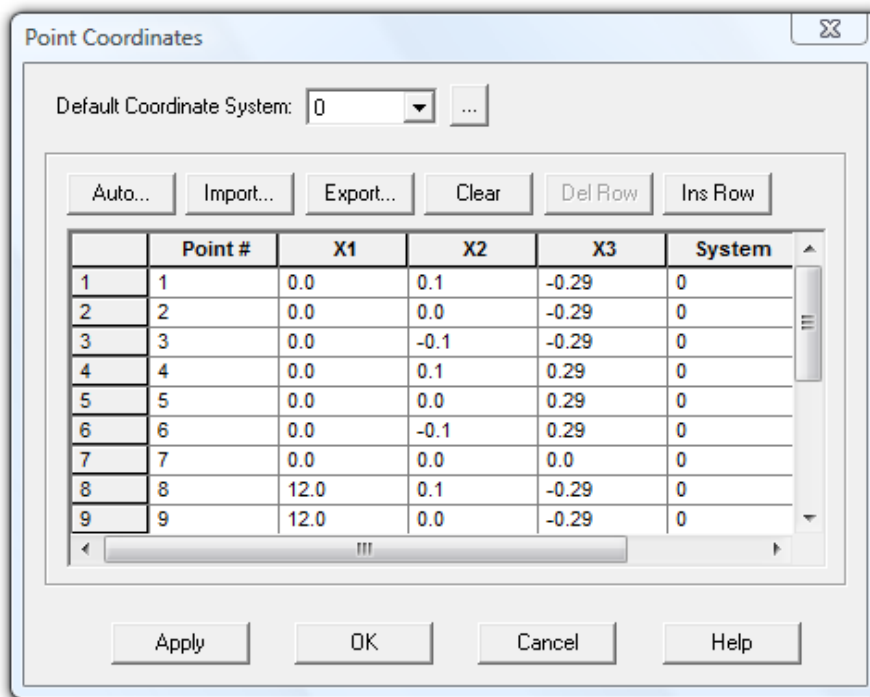 Point Coordinates
Default Coordinate System: 0 ...
Auto... Import... Export... Clear Del Row Ins Row
Point # X1 X2 X3 System
1 1 0.0 0.1 -0.29 0
2 2 0.0 0.0 -0.29 0
3 3 0.0 -0.1 -0.29 0
4 4 0.0 0.1 0.29 0
5 5 0.0 0.0 0.29 0
6 6 0.0 -0.1 0.29 0
7 7 0.0 0.0 0.0 0
8 8 12.0 0.1 -0.29 0
9 9 12.0 0.0 -0.29 0
Apply OK Cancel Help